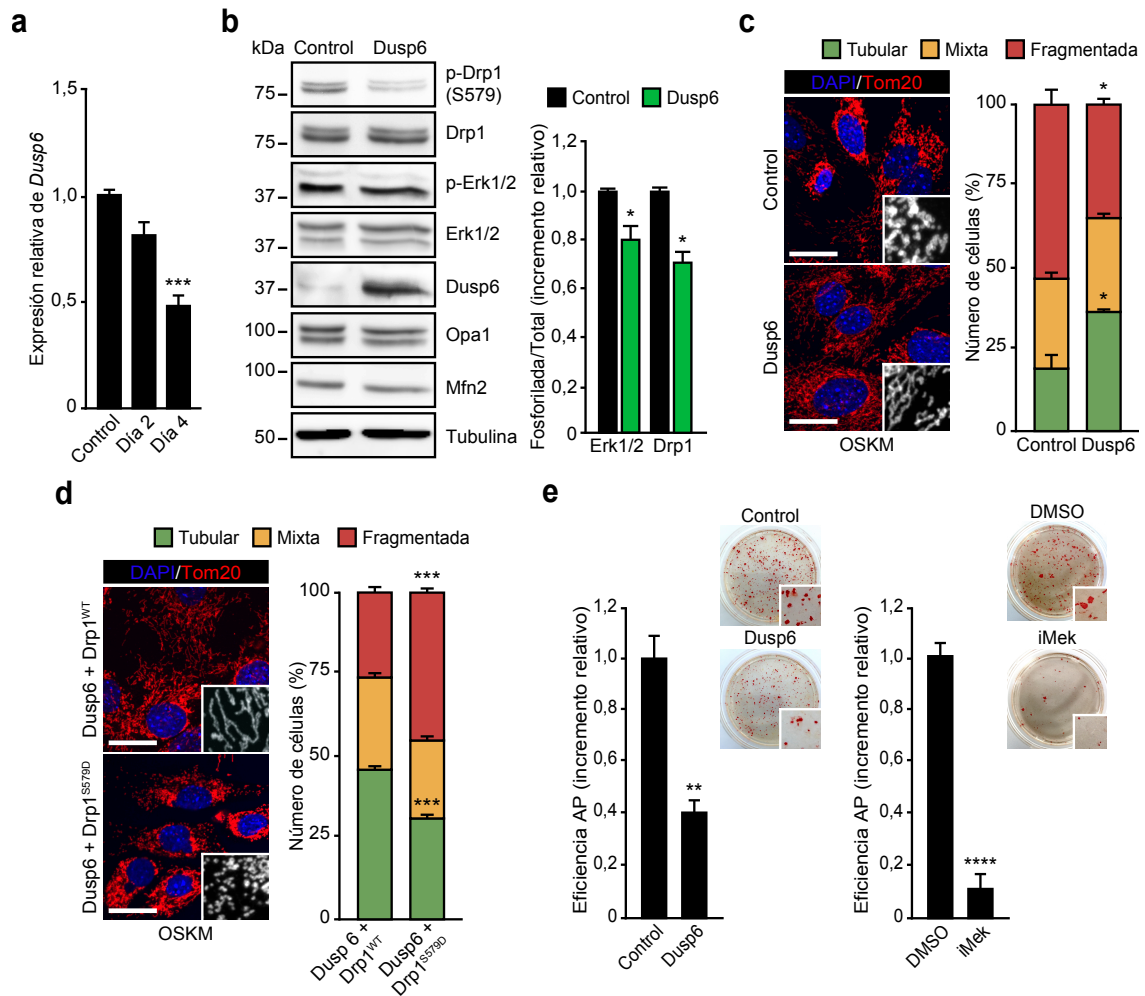 a
Expresión relativa de Dusp6
1,5
1,0
0,5
0
***
Control
Día 2
Día 4
b
kDa
Control
Dusp6
75
p-Drp1
(S579)
75
Drp1
37
p-Erk1/2
37
Erk1/2
37
Dusp6
100
Opa1
100
Mfn2
50
Tubulina
Control
Dusp6
Fosforilada/Total (incremento relativo)
1,2
1,0
0,8
0,6
0,4
0,2
0
*
*
Erk1/2
Drp1
c
Tubular
Mixta
Fragmentada
DAPI/Tom20
Control
Dusp6
OSKM
Número de células (%)
100
75
50
25
0
*
*
Control Dusp6
d
Tubular
Mixta
Fragmentada
DAPI/Tom20
Dusp6 + Drp1WT
Dusp6 + Drp1S579D
OSKM
Número de células (%)
100
75
50
25
0
***
***
Dusp 6 +
Drp1WT
Dusp6 +
Drp1S579D
e
Control
Dusp6
Eficiencia AP (incremento relativo)
1,2
1,0
0,8
0,6
0,4
0,2
0
**
Control
Dusp6
DMSO
iMek
Eficiencia AP (incremento relativo)
1,2
1,0
0,8
0,6
0,4
0,2
0
****
DMSO
iMek